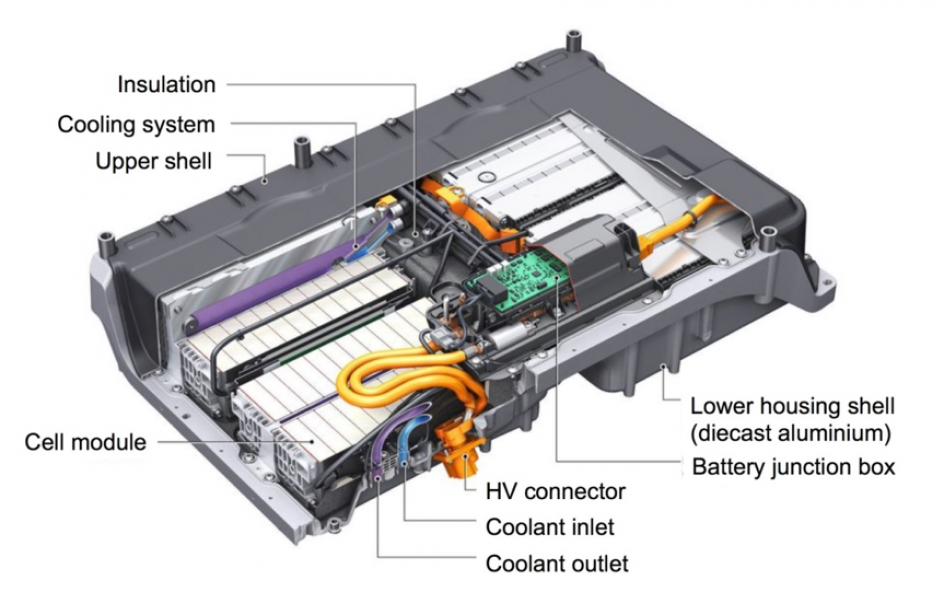 Insulation
Cooling system
Upper shell
Cell module
Lower housing shell
(diecast aluminium)
Battery junction box
HV connector
Coolant inlet
Coolant outlet